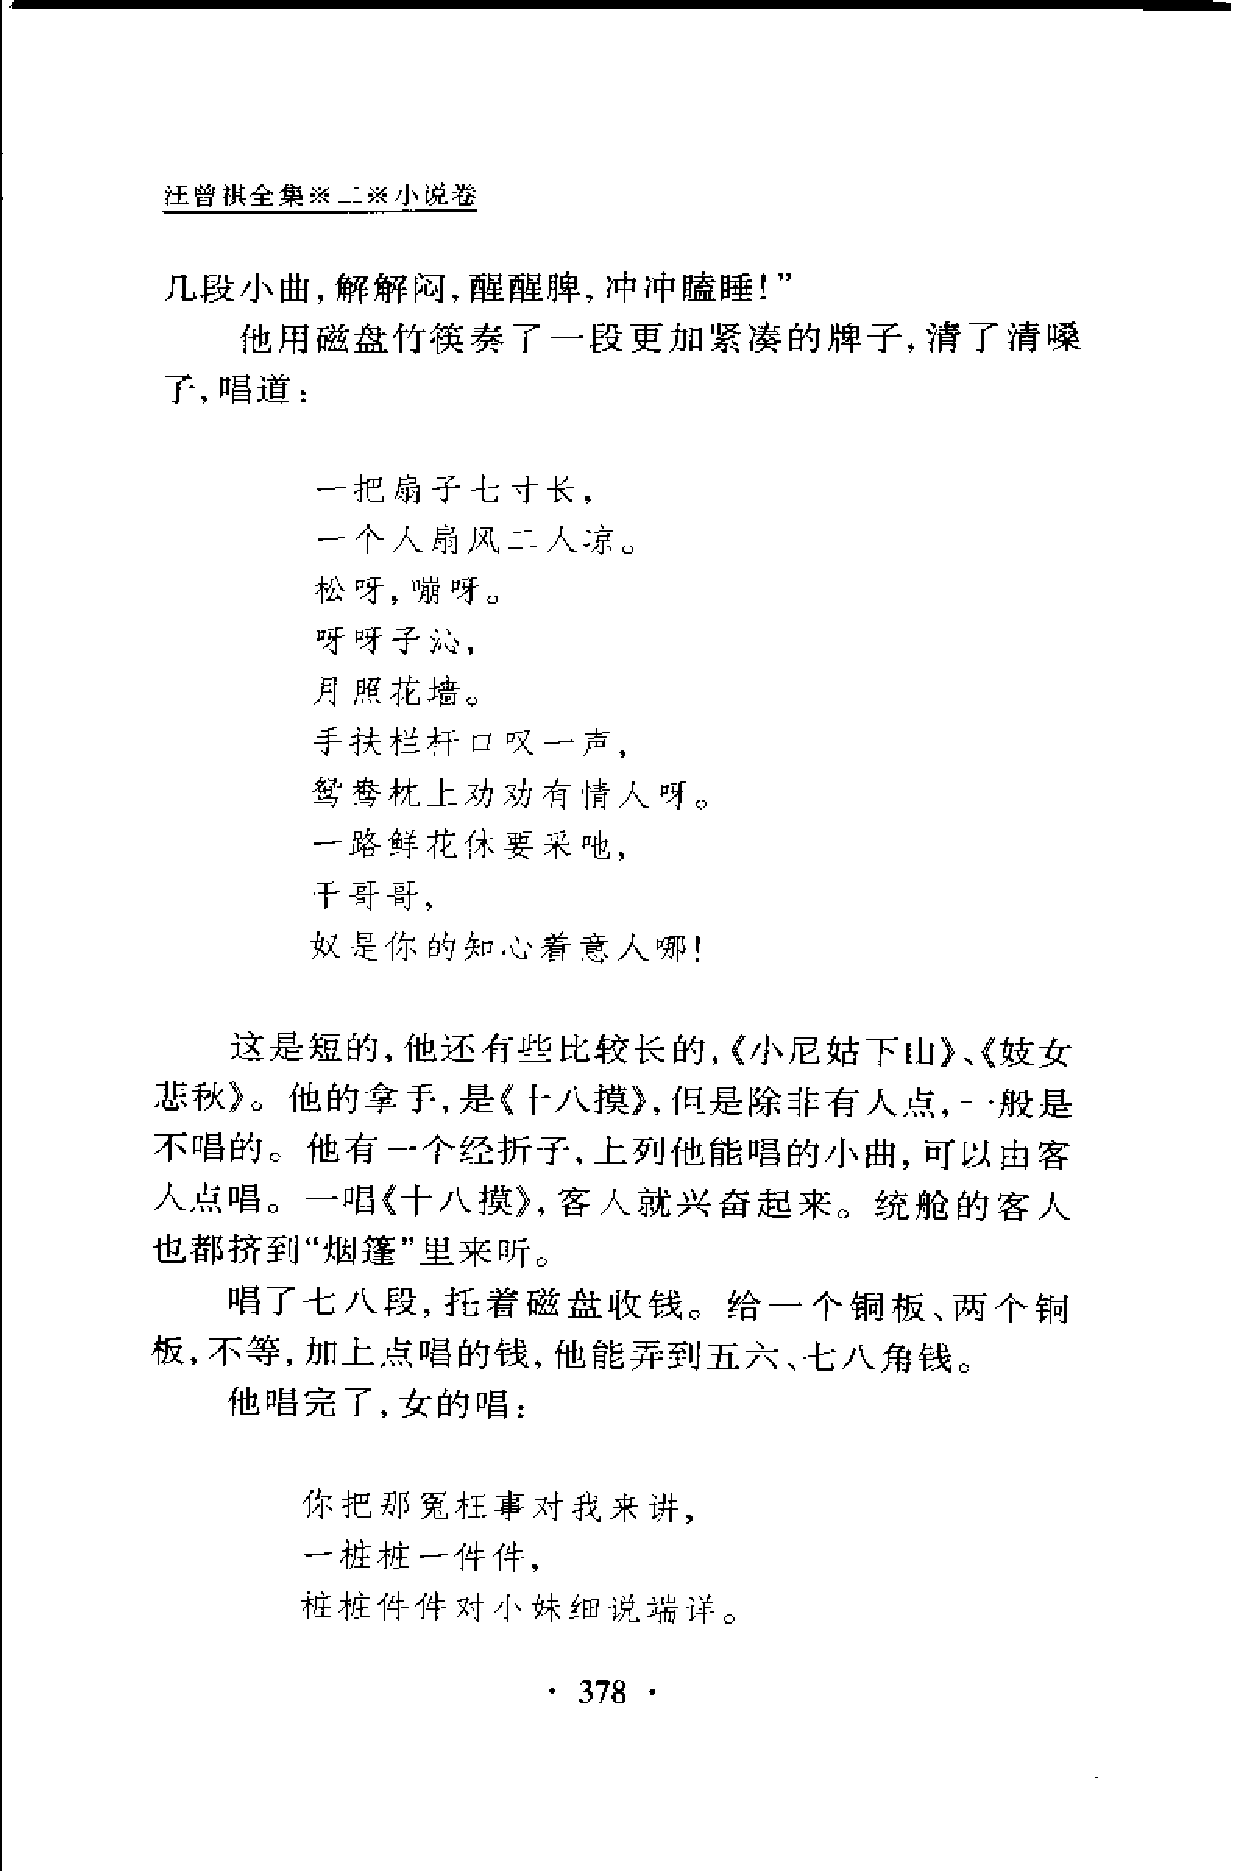 汪曾祺全集※二※小说卷
几段小曲，解解闷，醒醒脾，冲冲瞌睡！”
他用磁盘竹筷奏了一段更加紧凑的牌子，清了清嗓
子，唱道：
一把扇子七寸长，
一个人扇风二人凉。
松呀，嘣呀。
呀呀子沁，
月照花墙。
手扶栏杆口叹一声，
鸳鸯枕上劝劝有情人呀。
一路鲜花休要采吔，
干哥哥，
奴是你的知心着意人哪！
这是短的，他还有些比较长的，《小尼姑下山》、《妓女
悲秋》。他的拿手，是《十八摸》，但是除非有人点，一般是
不唱的。他有一个经折子，上列他能唱的小曲，可以由客
人点唱。一唱《十八摸》，客人就兴奋起来。统舱的客人
也都挤到“烟篷”里来听。
唱了七八段，托着磁盘收钱。给一个铜板、两个铜
板，不等，加上点唱的钱，他能弄到五六、七八角钱。
他唱完了，女的唱：
你把那冤枉事对我来讲，
一桩桩一件件，
桩桩件件对小妹细说端详。
· 378 ·